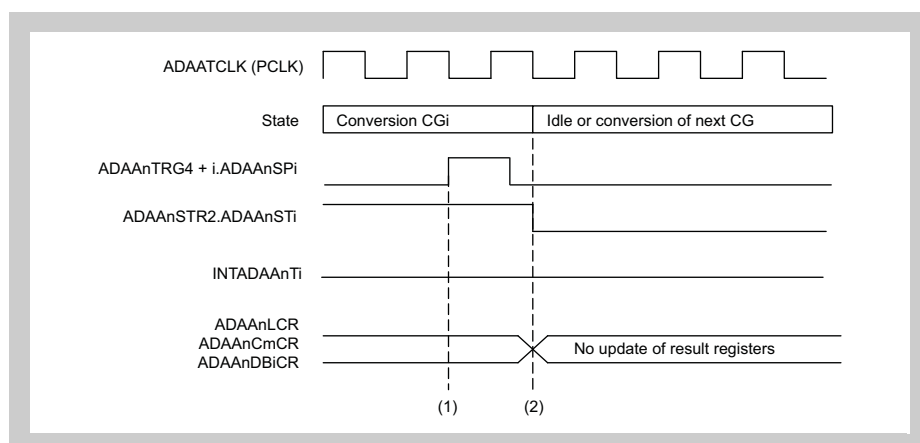 ADAATCLK (PCLK)
State
Conversion CGi
Idle or conversion of next CG
ADAAnTRG4 + i.ADAAnSPi
ADAAnSTR2.ADAAnSTi
INTADAAnTi
ADAAnLCR
ADAAnCmCR
ADAAnDBiCR
No update of result registers
(1)
(2)